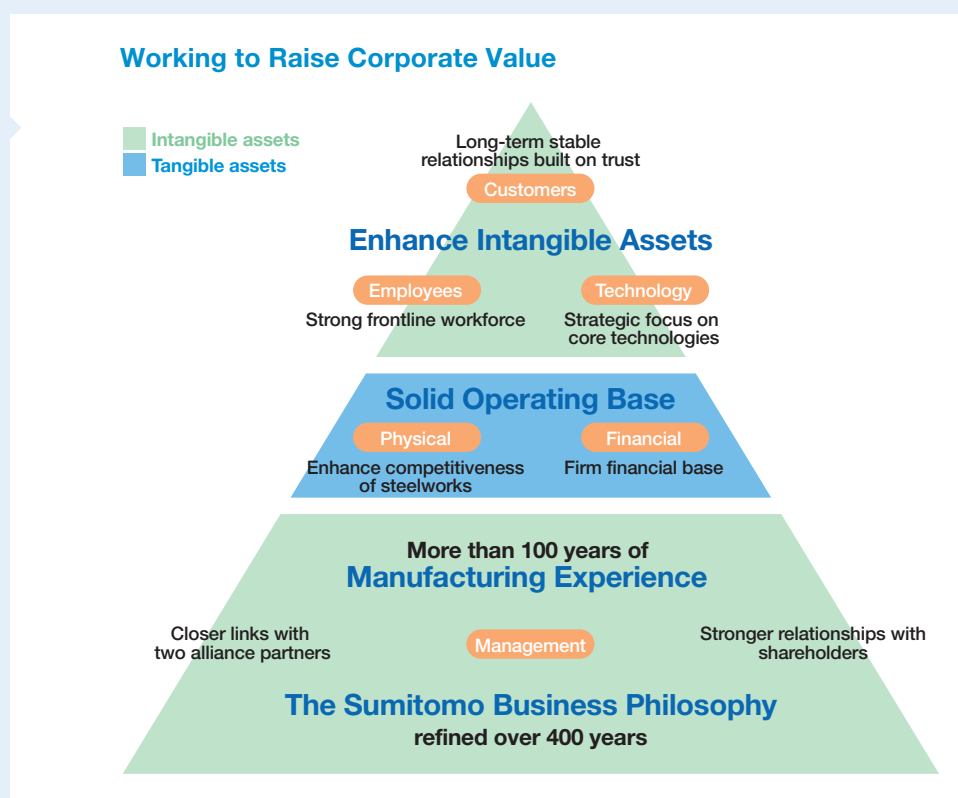 Working to Raise Corporate Value
Intangible assets
Tangible assets
Long-term stable
relationships built on trust
Customers
Enhance Intangible Assets
Employees
Strong frontline workforce
Technology
Strategic focus on
core technologies
Solid Operating Base
Physical
Enhance competitiveness
of steelworks
Financial
Firm financial base
More than 100 years of
Manufacturing Experience
Closer links with
two alliance partners
Management
Stronger relationships with
shareholders
The Sumitomo Business Philosophy
refined over 400 years